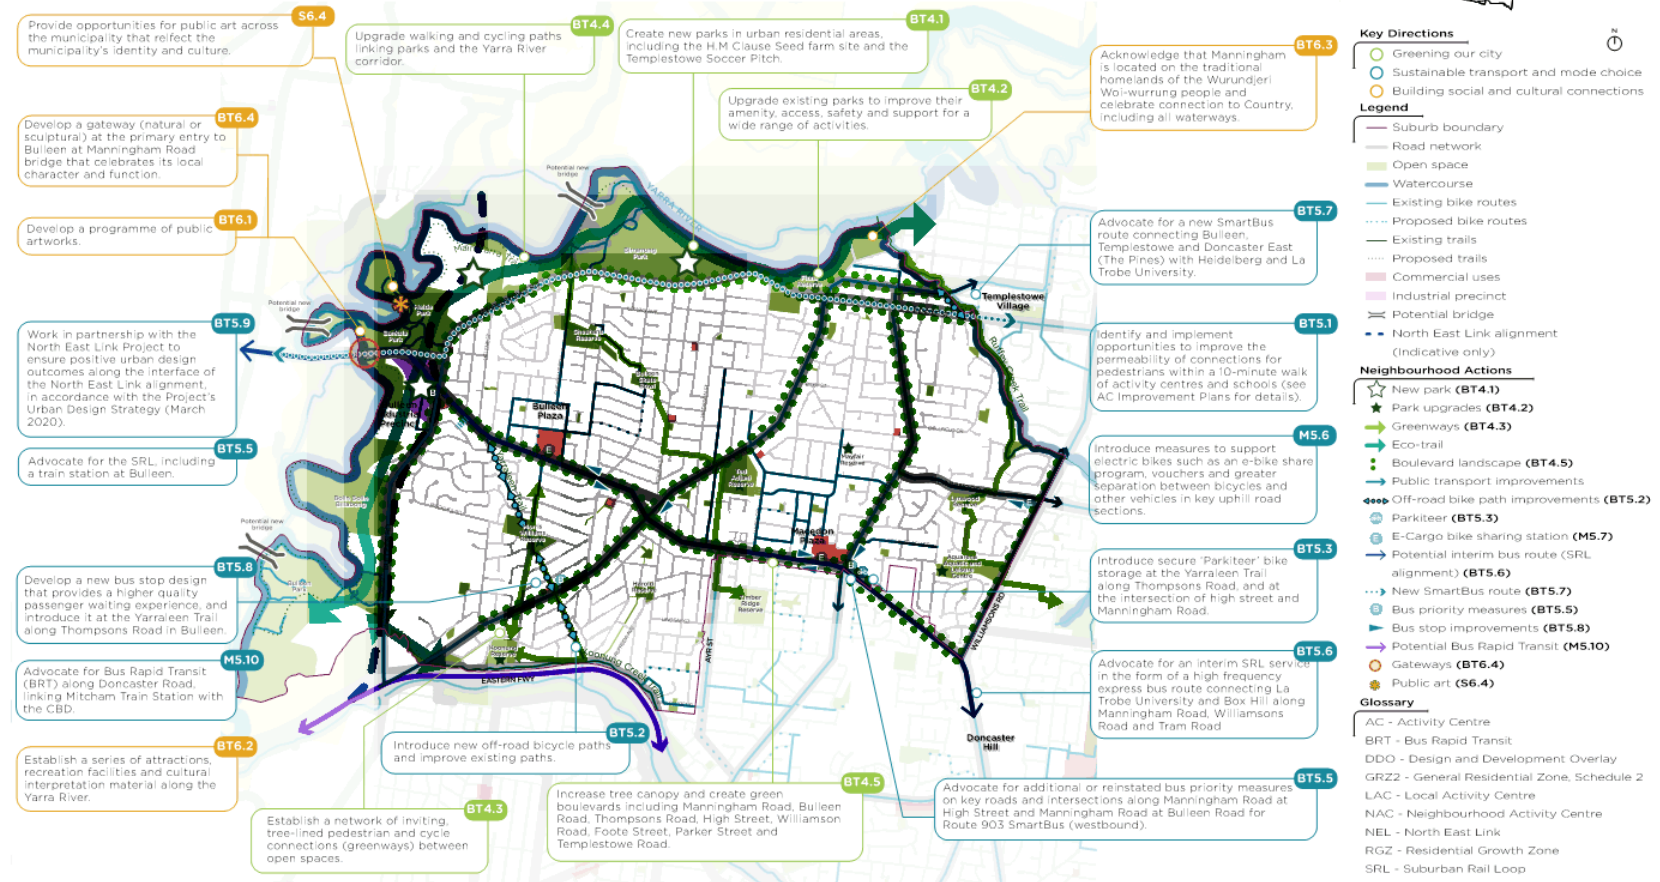 S6.4
Provide opportunities for public art across
the municipality that relfect the
municipality's identity and culture.
BT4.4
Upgrade walking and cycling paths
linking parks and the Yarra River
corridor.
BT4.1
Create new parks in urban residential areas,
including the H.M Clause Seed farm site and the
Templestowe Soccer Pitch.
BT4.2
Upgrade existing parks to improve their
amenity, access, safety and support for a
wide range of activities.
BT6.3
Acknowledge that Manningham
is located on the traditional
homelands of the Wurundjeri
Woi-wurrung people and
celebrate connection to Country,
including all waterways.
BT6.4
Develop a gateway (natural or
sculptural) at the primary entry to
Bulleen at Manningham Road
bridge that celebrates its local
character and function.
BT6.1
Develop a programme of public
artworks.
BT5.9
Work in partnership with the
North East Link Project to
ensure positive urban design
outcomes along the interface of
the North East Link alignment,
in accordance with the Project's
Urban Design Strategy (March
2020).
BT5.5
Advocate for the SRL, including
a train station at Bulleen.
BT5.8
Develop a new bus stop design
that provides a higher quality
passenger waiting experience, and
introduce it at the Yarraleen Trail
along Thompsons Road in Bulleen.
M5.10
Advocate for Bus Rapid Transit
(BRT) along Doncaster Road,
linking Mitcham Train Station with
the CBD.
BT6.2
Establish a series of attractions,
recreation facilities and cultural
interpretation material along the
Yarra River.
BT4.3
Establish a network of inviting,
tree-lined pedestrian and cycle
connections (greenways) between
open spaces.
BT5.2
Introduce new off-road bicycle paths
and improve existing paths.
BT4.5
Increase tree canopy and create green
boulevards including Manningham Road, Bulleen
Road, Thompsons Road, High Street, Williamson
Road, Foote Street, Parker Street and
Templestowe Road.
BT5.7
Advocate for a new SmartBus
route connecting Bulleen,
Templestowe and Doncaster East
(The Pines) with Heidelberg and La
Trobe University.
BT5.1
Identify and implement
opportunities to improve the
permeability of connections for
pedestrians within a 10-minute walk
of activity centres and schools (see
AC Improvement Plans for details).
M5.6
Introduce measures to support
electric bikes such as an e-bike share
program, vouchers and greater
separation between bicycles and
other vehicles in key uphill road
sections.
BT5.3
Introduce secure 'Parkiteer' bike
storage at the Yarraleen Trail
along Thompsons Road, and at
the intersection of high street and
Manningham Road.
BT5.6
Advocate for an interim SRL service
in the form of a high frequency
express bus route connecting La
Trobe University and Box Hill along
Manningham Road, Williamsons
Road and Tram Road
BT5.5
Advocate for additional or reinstated bus priority measures
on key roads and intersections along Manningham Road at
High Street and Manningham Road at Bulleen Road for
Route 903 SmartBus (westbound).
Potential new
bridge
YARRA RIVER
Potential new
bridge
Potential new
bridge
Templestowe
Village
Ruffey Creek Trail
Bulleen
Plaza
Macedon
Plaza
Bulleen
Park
WILLIAMSONS RD
AYR ST
EASTERN FWY
Koonung Creek Trail
Doncaster
Hill
N
Key Directions
Greening our city
Sustainable transport and mode choice
Building social and cultural connections
Legend
Suburb boundary
Road network
Open space
Watercourse
Existing bike routes
Proposed bike routes
Existing trails
Proposed trails
Commercial uses
Industrial precinct
Potential bridge
North East Link alignment
(Indicative only)
Neighbourhood Actions
New park (BT4.1)
Park upgrades (BT4.2)
Greenways (BT4.3)
Eco-trail
Boulevard landscape (BT4.5)
Public transport improvements
Off-road bike path improvements (BT5.2)
Parkiteer (BT5.3)
E-Cargo bike sharing station (M5.7)
Potential interim bus route (SRL
alignment) (BT5.6)
New SmartBus route (BT5.7)
Bus priority measures (BT5.5)
Bus stop improvements (BT5.8)
Potential Bus Rapid Transit (M5.10)
Gateways (BT6.4)
Public art (S6.4)
Glossary
AC - Activity Centre
BRT - Bus Rapid Transit
DDO - Design and Development Overlay
GRZ2 - General Residential Zone, Schedule 2
LAC - Local Activity Centre
NAC - Neighbourhood Activity Centre
NEL - North East Link
RGZ - Residential Growth Zone
SRL - Suburban Rail Loop